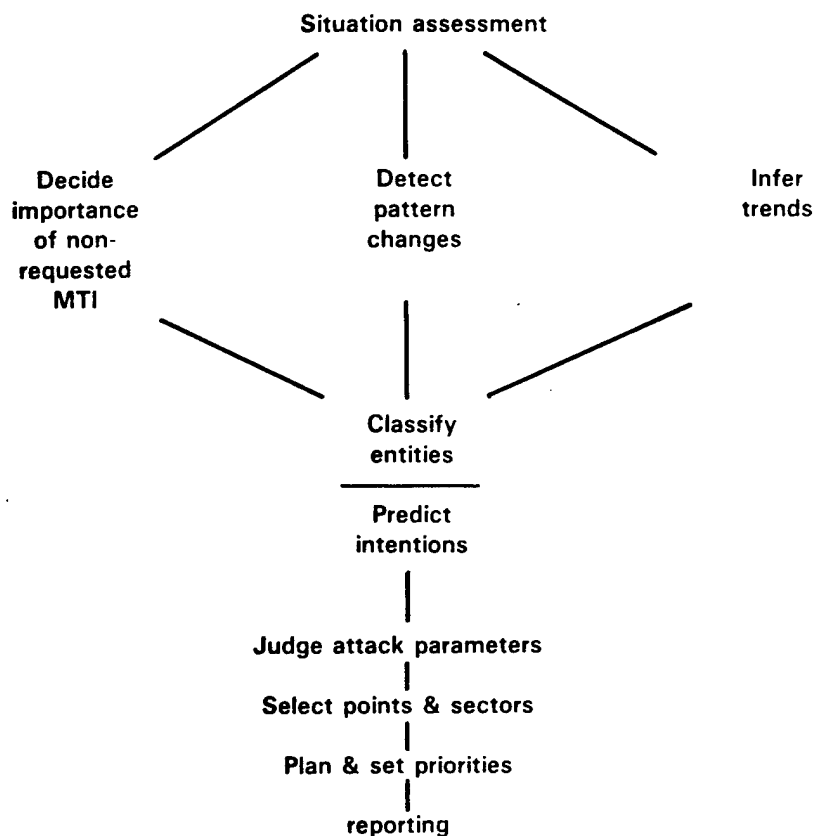 Situation assessment
Decide
importance
of non-
requested
MTI
Detect
pattern
changes
Infer
trends
Classify
entities
Predict
intentions
Judge attack parameters
Select points & sectors
Plan & set priorities
reporting